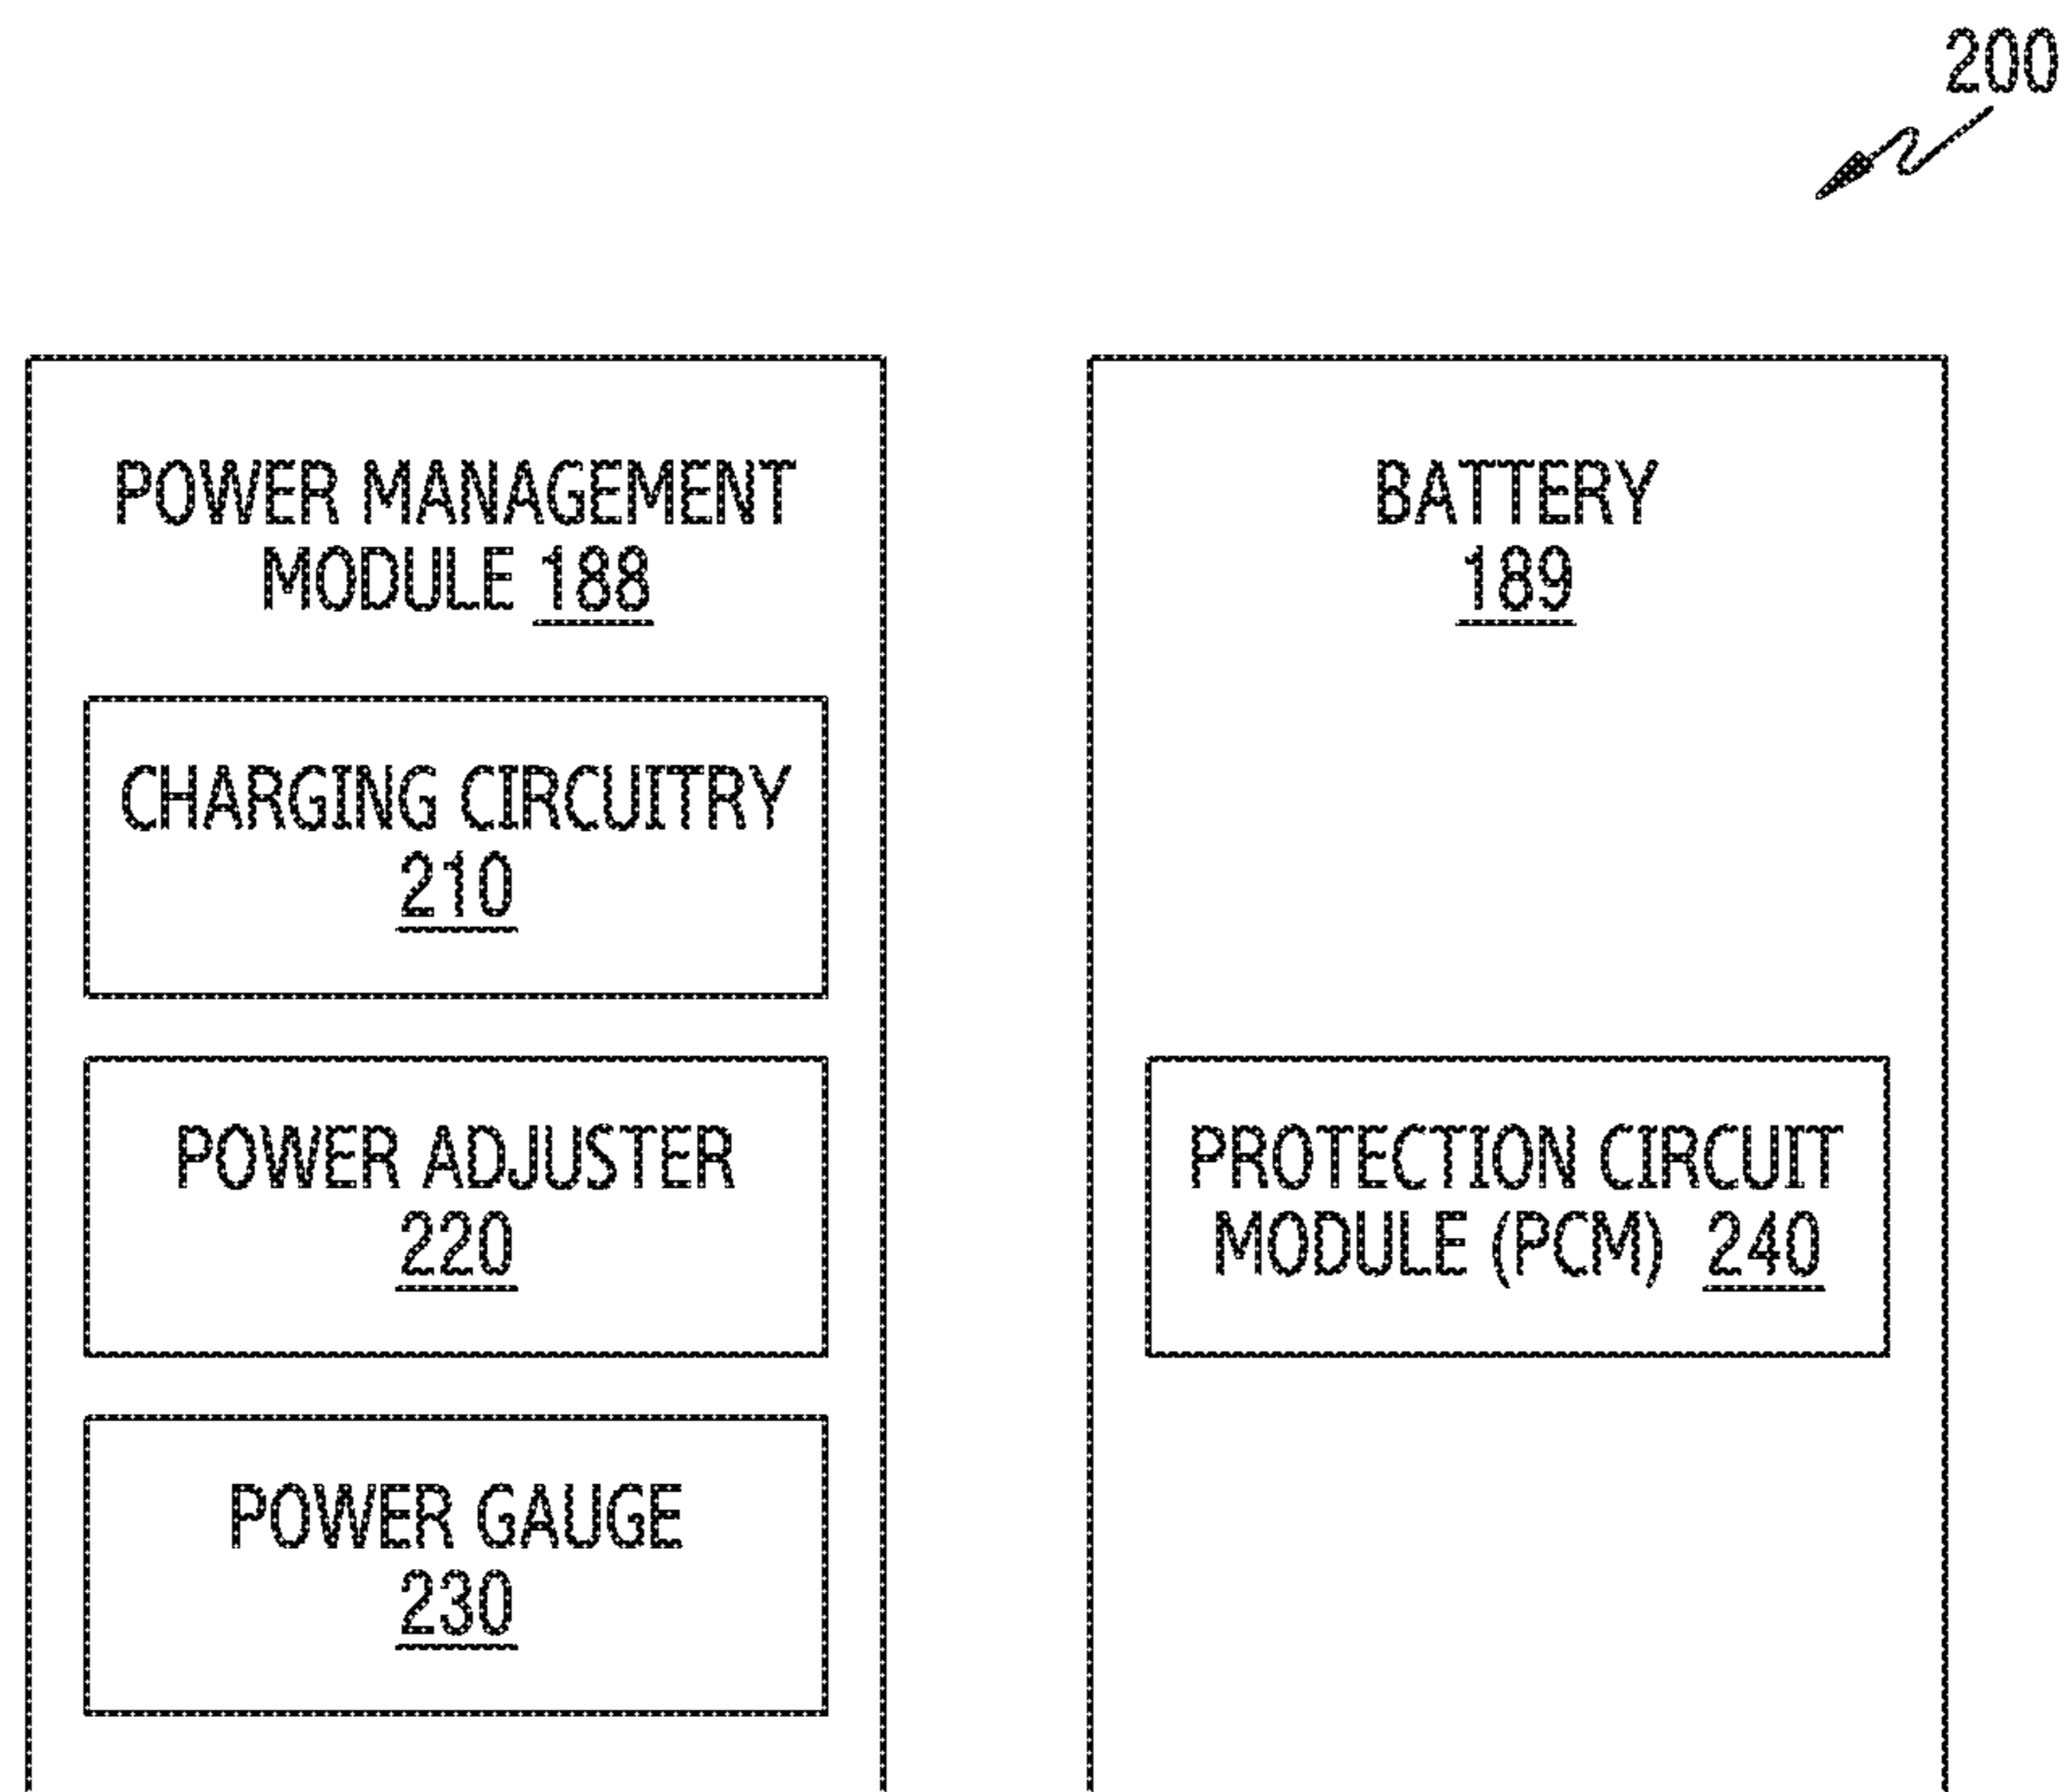 200
POWER MANAGEMENT
MODULE 188
CHARGING CIRCUITRY
210
POWER ADJUSTER
220
POWER GAUGE
230
BATTERY
189
PROTECTION CIRCUIT
MODULE (PCM) 240